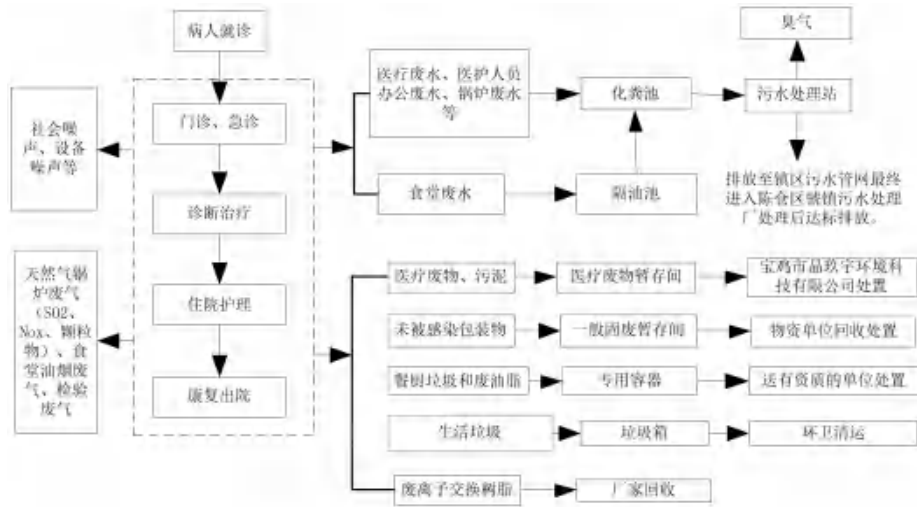 病人就诊
门诊、急诊
诊断治疗
住院护理
康复出院
社会噪
声、设备
噪声等
天然气锅
炉废气
（SO2、
Nox、颗粒
物）、食
堂油烟废
气、检验
废气
医疗废水、医护人员
办公废水、锅炉废水
等
化粪池
污水处理站
臭气
食堂废水
隔油池
排放至镇区污水管网最终
进入陈仓区虢镇污水处理
厂处理后达标排放。
医疗废物、污泥
医疗废物暂存间
宝鸡市晶玖宇环境科
技有限公司处置
未被感染包装物
一般固废暂存间
物资单位回收处置
餐厨垃圾和废油脂
专用容器
送有资质的单位处置
生活垃圾
垃圾箱
环卫清运
废离子交换树脂
厂家回收